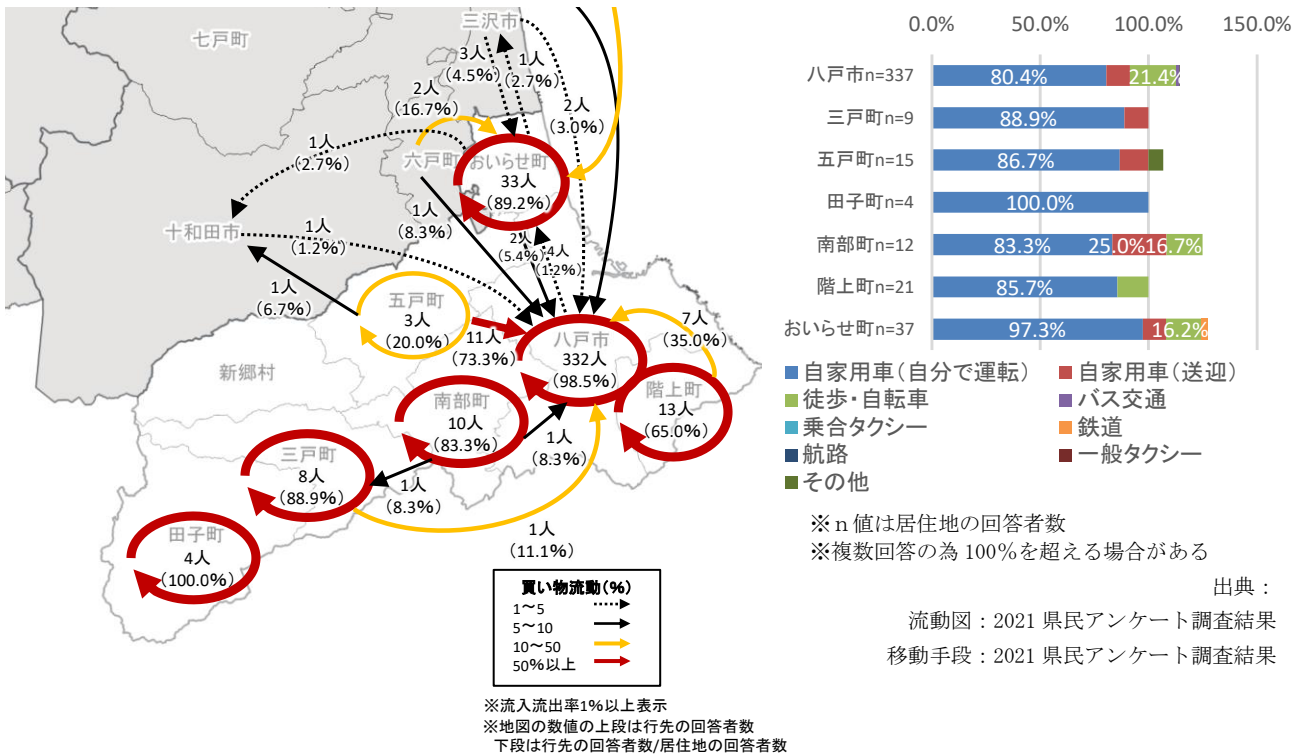 三沢市
七戸町
3人
(4.5%)
1人
(2.7%)
2人
(16.7%)
2人
(3.0%)
1人
(2.7%)
六戸町
おいらせ町
33人
(89.2%)
十和田市
1人
(1.2%)
1人
(8.3%)
2人
(5.4%)
4人
(1.2%)
1人
(6.7%)
五戸町
3人
(20.0%)
11人
(73.3%)
八戸市
332人
(98.5%)
7人
(35.0%)
新郷村
階上町
13人
(65.0%)
南部町
10人
(83.3%)
1人
(8.3%)
三戸町
8人
(88.9%)
1人
(8.3%)
田子町
4人
(100.0%)
1人
(11.1%)
買い物流動(%)
1~5
5~10
10~50
50%以上
※流入流出率1%以上表示
※地図の数値の上段は行先の回答者数
下段は行先の回答者数/居住地の回答者数
0.0% 50.0% 100.0% 150.0%
八戸市n=337 80.4% 21.4%
三戸町n=9 88.9%
五戸町n=15 86.7%
田子町n=4 100.0%
南部町n=12 83.3% 25.0% 16.7%
階上町n=21 85.7%
おいらせ町n=37 97.3% 16.2%
自家用車(自分で運転) 自家用車(送迎)
徒歩・自転車 バス交通
乗合タクシー 鉄道
航路 一般タクシー
その他
※n値は居住地の回答者数
※複数回答の為100%を超える場合がある
出典:
流動図:2021県民アンケート調査結果
移動手段:2021県民アンケート調査結果